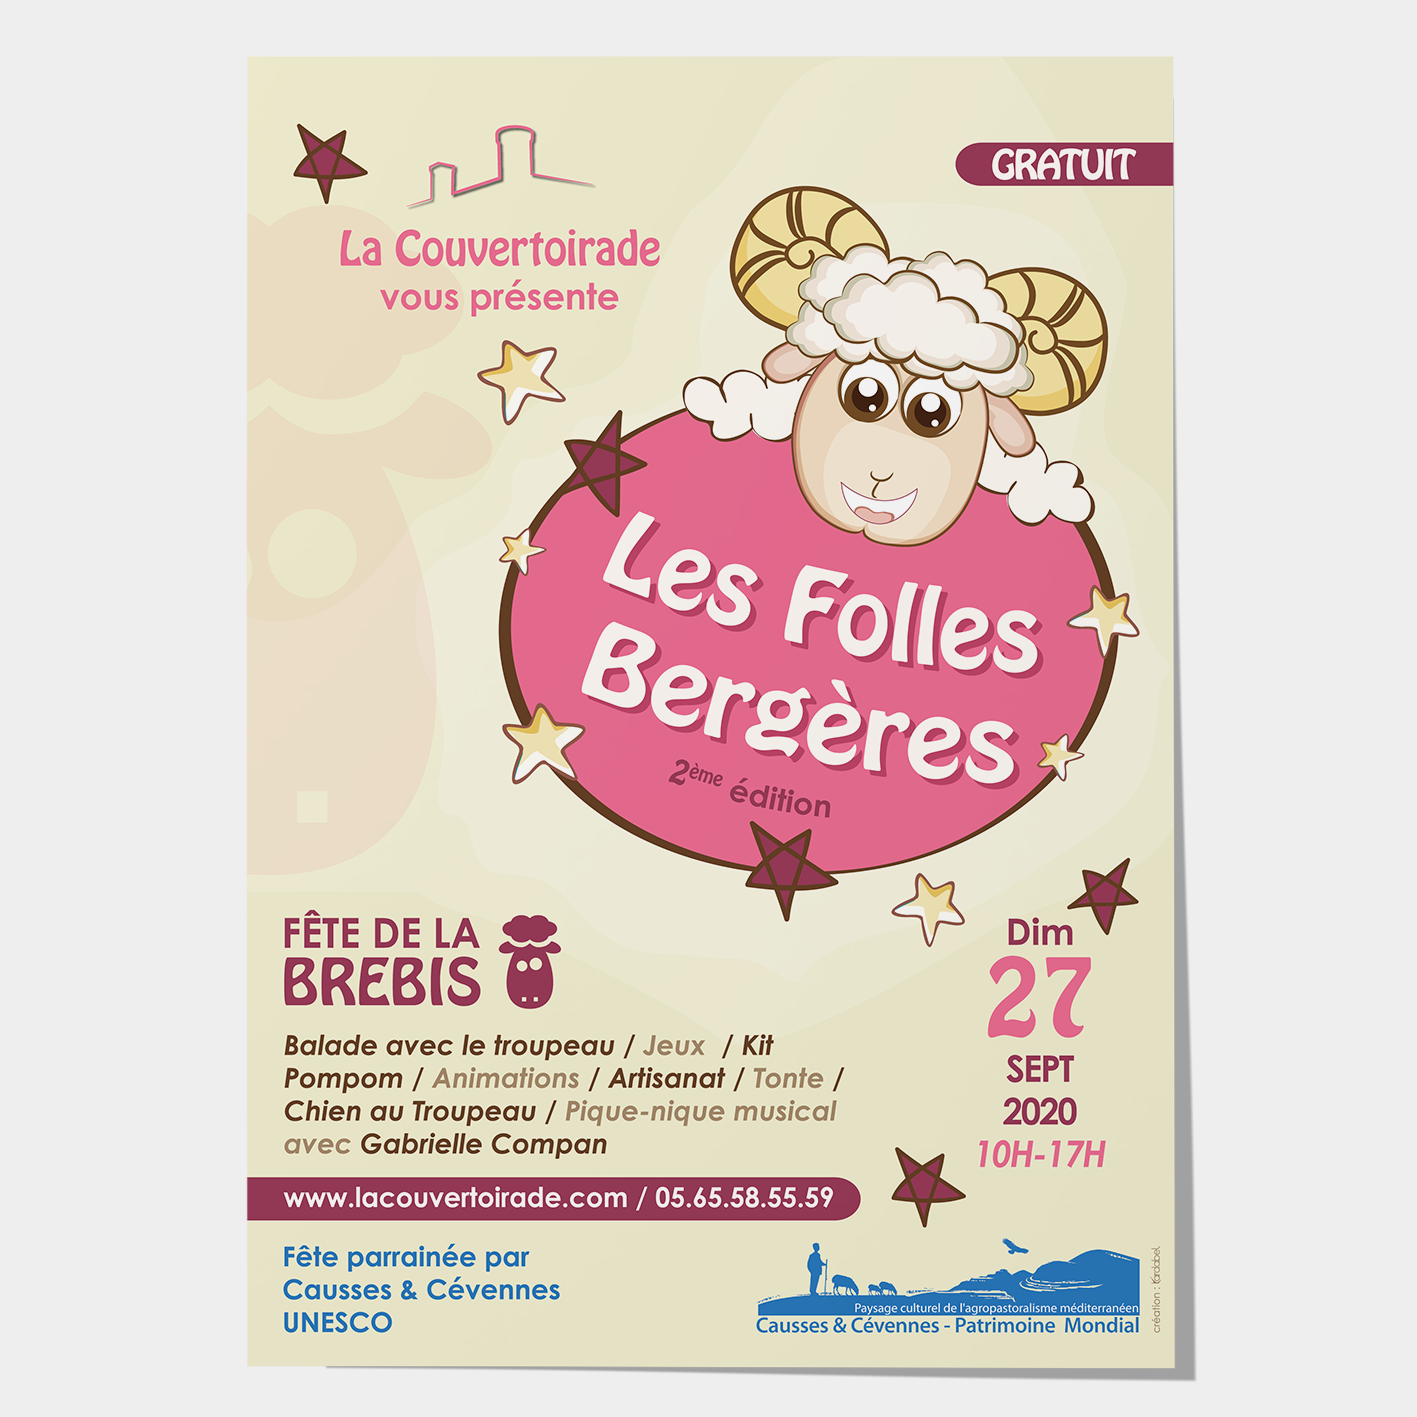 GRATUIT
La Couvertoirade
vous présente
Les Folles
Bergères
2ème édition
FÊTE DE LA
BREBIS
Balade avec le troupeau / Jeux / Kit
Pompom / Animations / Artisanat / Tonte /
Chien au Troupeau / Pique-nique musical
avec Gabrielle Compan
Dim
27
SEPT
2020
10H-17H
www.lacouvertoirade.com / 05.65.58.55.59
Fête parrainée par
Causses & Cévennes
UNESCO
Paysage culturel de l'agropastoralisme méditerranéen
Causses & Cévennes - Patrimoine Mondial
création :